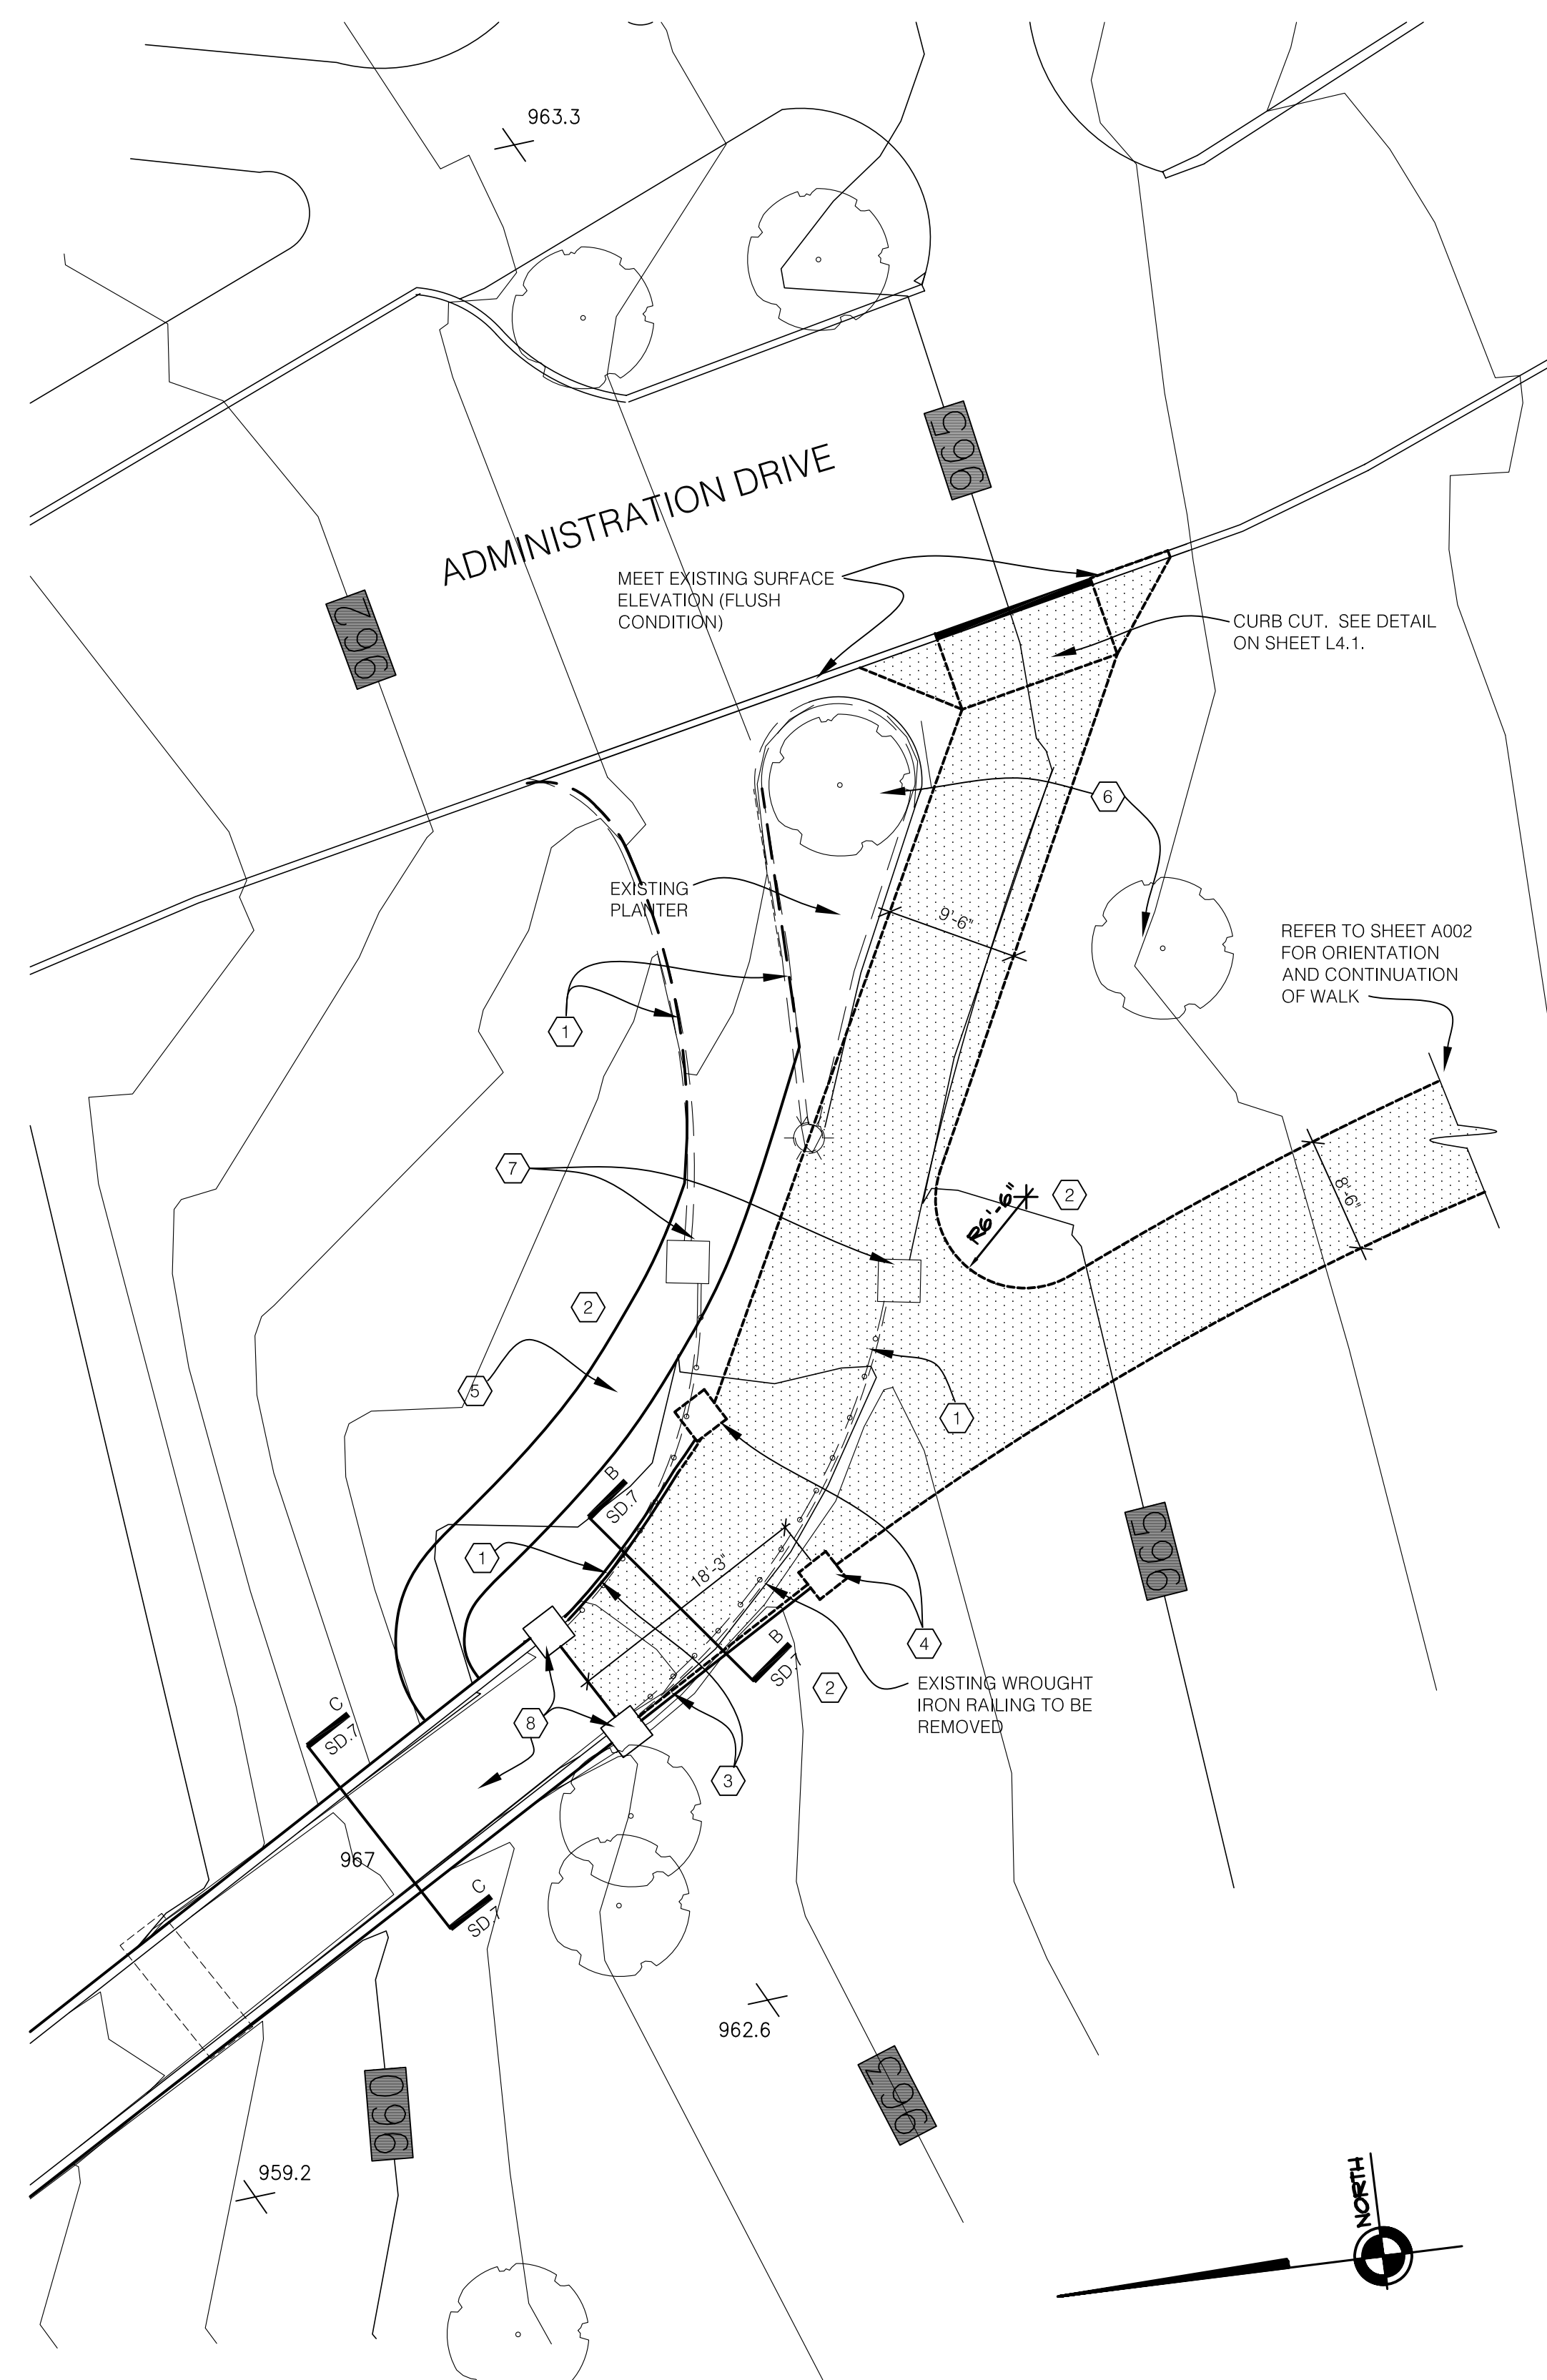 963.3
965
ADMINISTRATION DRIVE
MEET EXISTING SURFACE
ELEVATION (FLUSH
CONDITION)
962
CURB CUT.  SEE DETAIL
ON SHEET L4.1.
6
EXISTING
PLANTER
9'-6"
REFER TO SHEET A002
FOR ORIENTATION
AND CONTINUATION
OF WALK
1
7
8'-6"
R6'-6"
2
2
5
1
B
SD.7
965
1
18'-3"
4
B
SD.7
2
EXISTING WROUGHT
IRON RAILING TO BE
REMOVED
C
SD.7
8
3
967
C
SD.7
962.6
963
960
959.2
NORTH